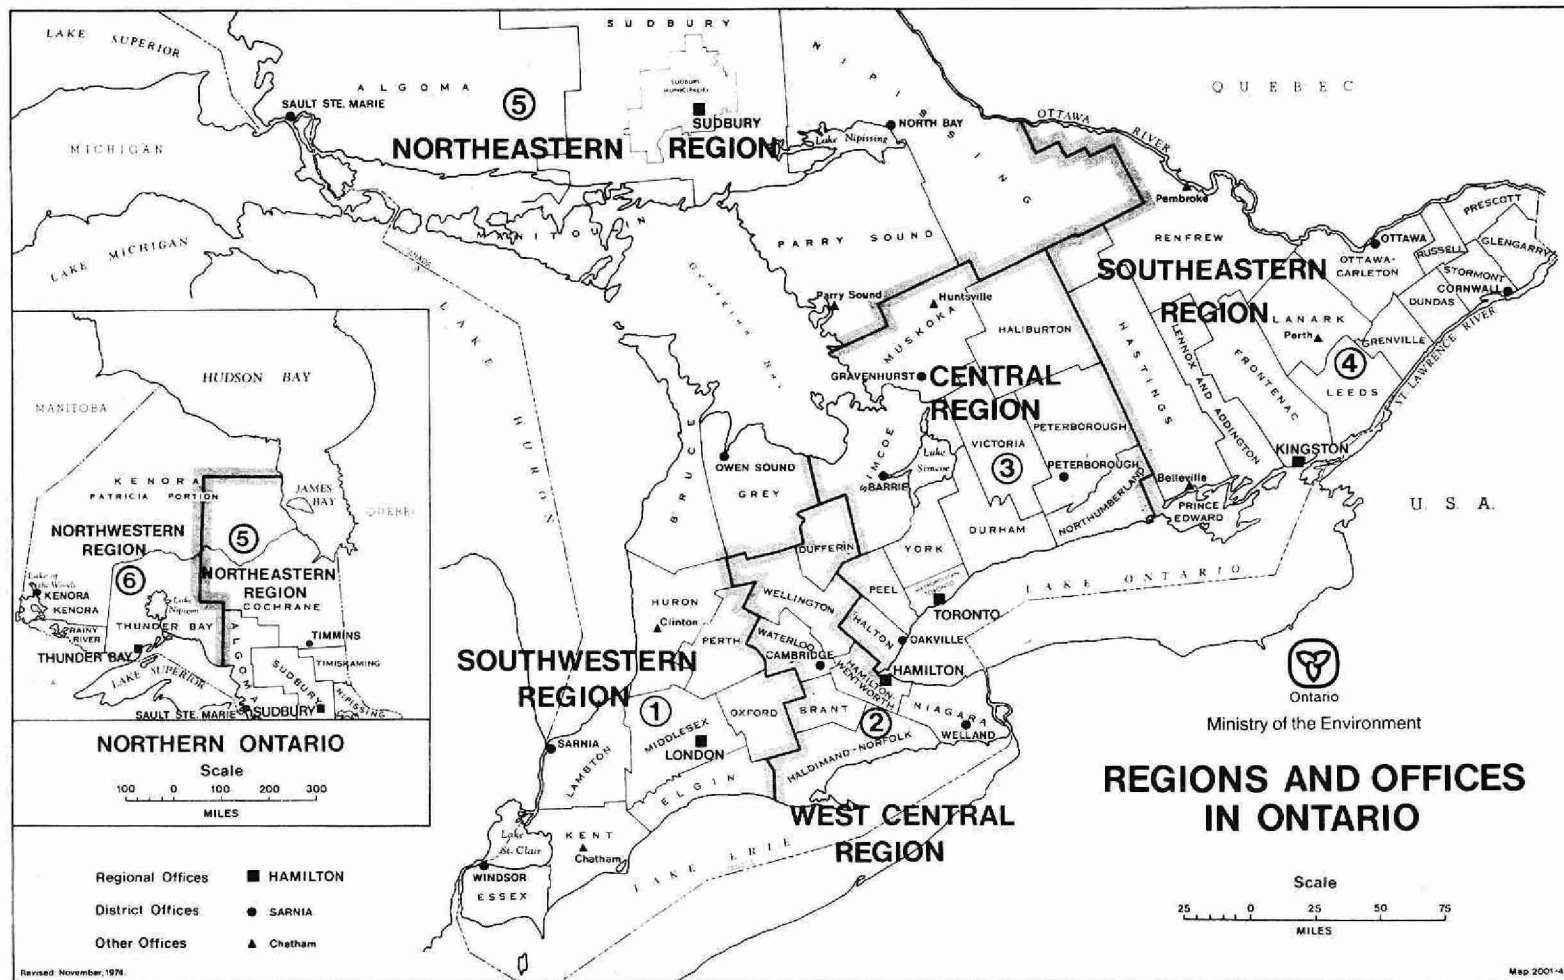 LAKE SUPERIOR
SUDBURY
NIPISSING
QUEBEC
ALGOMA
SUDBURY
SAULT STE. MARIE
5
SUDBURY
NORTH BAY
OTTAWA RIVER
MICHIGAN
NORTHEASTERN REGION
Lake Nipissing
Pembroke
PRESCOTT
MANITOULIN
PARRY SOUND
RENFREW
OTTAWA
RUSSELL
GLENGARRY
LAKE MICHIGAN
OTTAWA-
CARLETON
STORMONT
SOUTHEASTERN
REGION
CORNWALL
DUNDAS
Georgian Bay
Parry Sound
Huntsville
MUSKOKA
HALIBURTON
HASTINGS
LENNOX AND ADDINGTON
FRONTENAC
LANARK
Perth
GRENVILLE
4
LEEDS
ST LAWRENCE RIVER
LAKE HURON
GRAVENHURST
CENTRAL
REGION
HUDSON BAY
MANITOBA
BRUCE
OWEN SOUND
GREY
SIMCOE
Lake
Simcoe
BARRIE
VICTORIA
3
PETERBOROUGH
PETERBOROUGH
KINGSTON
Belleville
PRINCE
EDWARD
NORTHUMBERLAND
DURHAM
U. S. A.
KENORA
PATRICIA PORTION
JAMES
BAY
QUEBEC
NORTHWESTERN
REGION
5
6
NORTHEASTERN
REGION
Lake of
the Woods
KENORA
KENORA
Lake
Nipigon
COCHRANE
RAINY
RIVER
THUNDER BAY
ALGOMA
TIMMINS
THUNDER BAY
TIMISKAMING
LAKE SUPERIOR
SUDBURY
NIPISSING
SAULT STE. MARIE
SUDBURY
DUFFERIN
YORK
LAKE ONTARIO
PEEL
WELLINGTON
HURON
TORONTO
Clinton
PERTH
WATERLOO
HALTON
OAKVILLE
CAMBRIDGE
SOUTHWESTERN
REGION
HAMILTON
HAMILTON-
WENTWORTH
1
OXFORD
BRANT
2
NIAGARA
MIDDLESEX
WELLAND
SARNIA
LONDON
HALDIMAND-NORFOLK
LAMBTON
ELGIN
WEST CENTRAL
REGION
Lake
St. Clair
KENT
Chatham
LAKE ERIE
WINDSOR
ESSEX
NORTHERN ONTARIO
Scale
100 0 100 200 300
MILES
Ontario
Ministry of the Environment
REGIONS AND OFFICES
IN ONTARIO
Scale
25 0 25 50 75
MILES
Regional Offices ■ HAMILTON
District Offices ● SARNIA
Other Offices ▲ Chatham
Revised November, 1974.